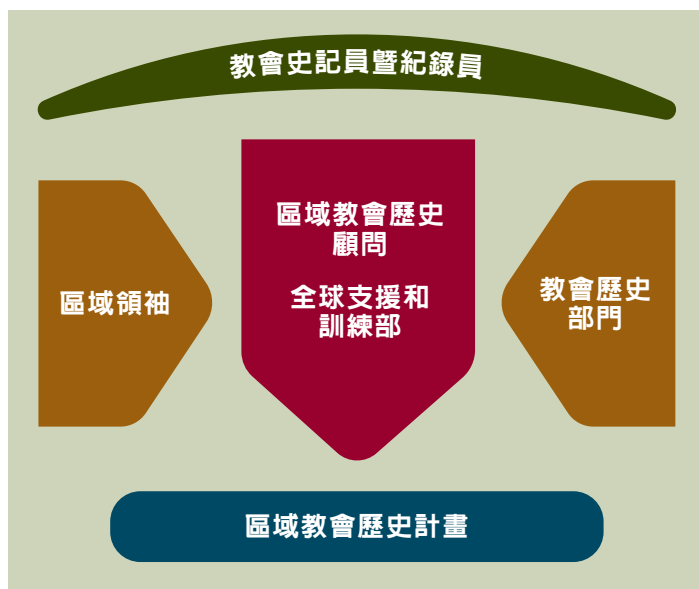 教會史記員暨紀錄員
區域教會歷史
顧問
全球支援和
訓練部
區域領袖
教會歷史
部門
區域教會歷史計畫